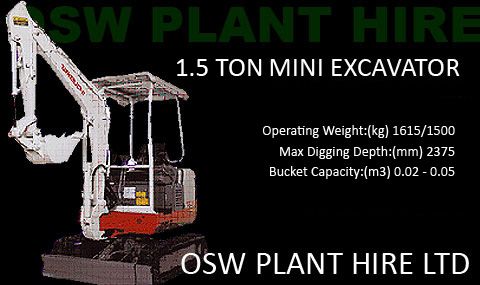 OSW PLANT HIRE
1.5 TON MINI EXCAVATOR
Operating Weight:(kg) 1615/1500
Max Digging Depth:(mm) 2375
Bucket Capacity:(m3) 0.02 - 0.05
OSW PLANT HIRE LTD